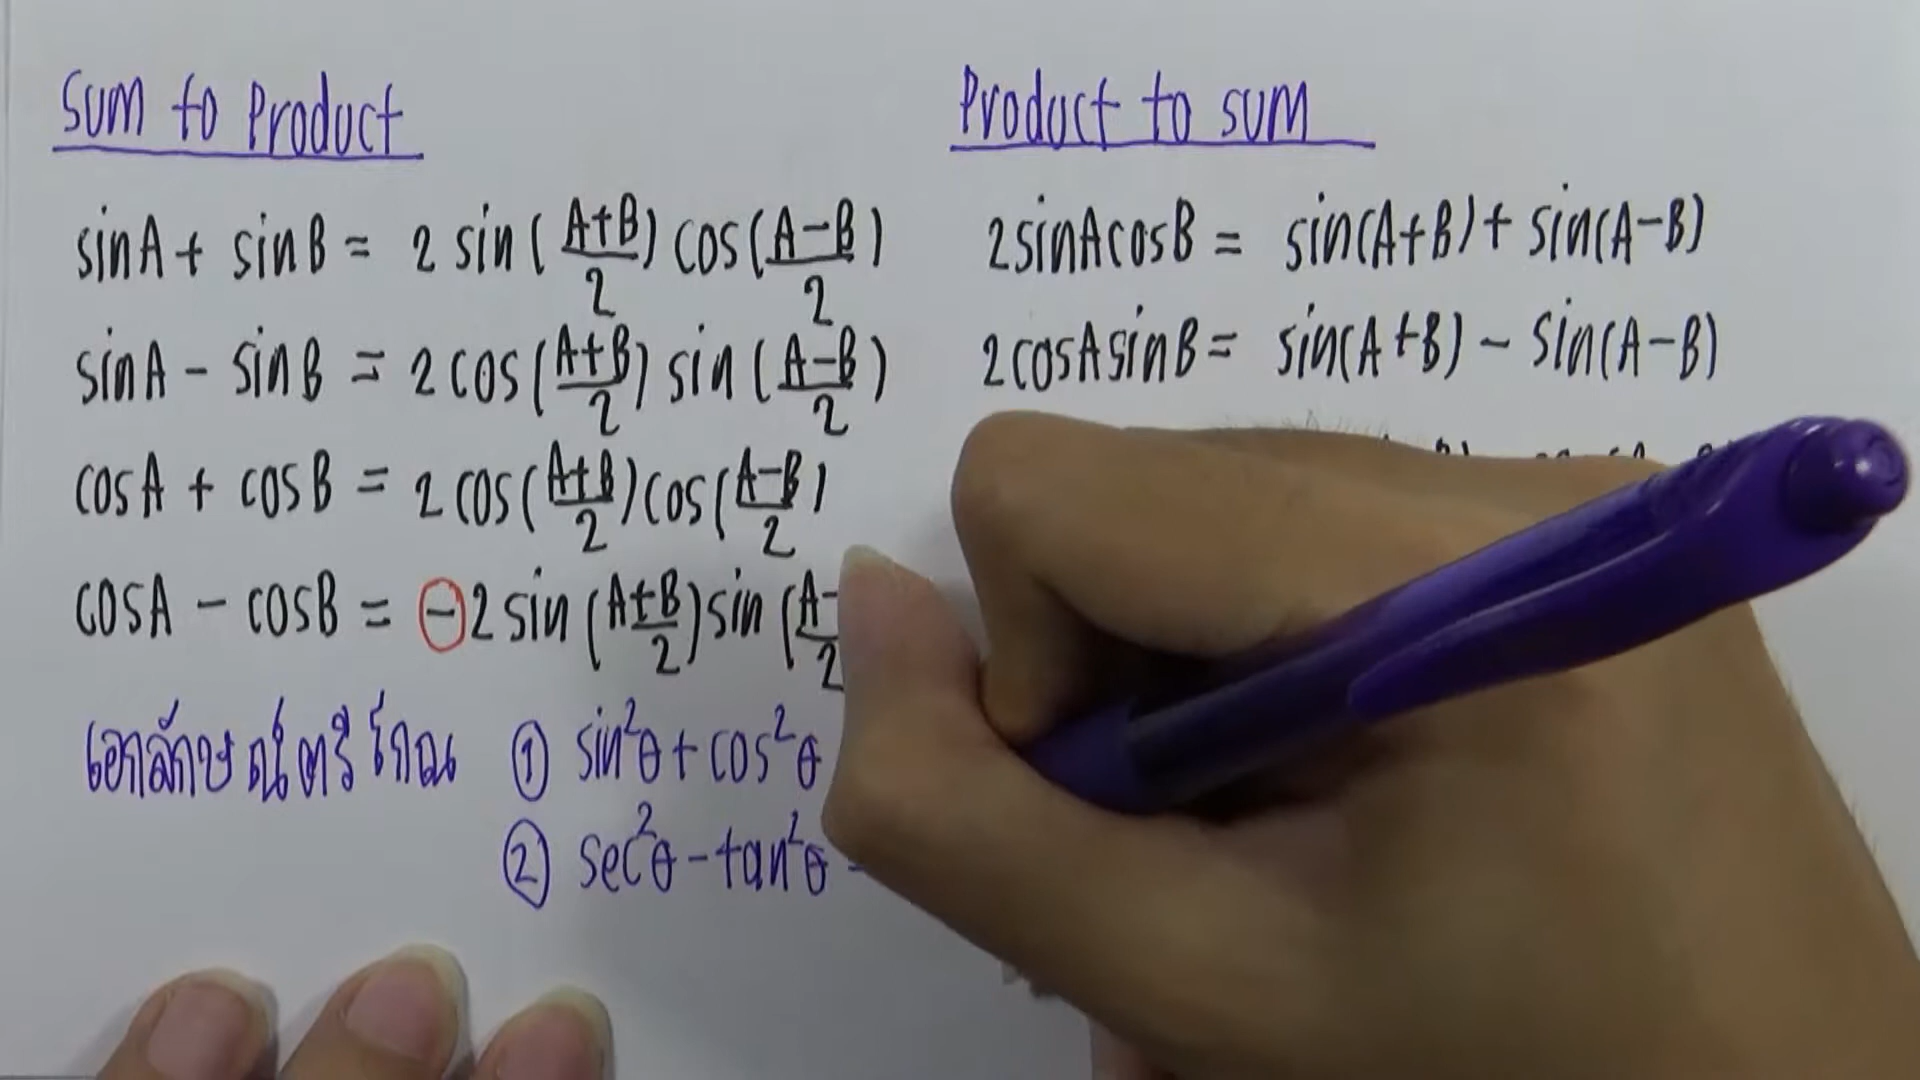 Sum to Product
sinA + sinB = 2 sin(A+B/2) cos(A-B/2)
sinA - sinB = 2 cos(A+B/2) sin(A-B/2)
cosA + cosB = 2 cos(A+B/2) cos(A-B/2)
cosA - cosB = -2 sin(A+B/2) sin(A-/2
เอกลักษณ์ตรีโกณ ① sin²θ + cos²θ
② sec²θ - tan²θ -
Product to sum
2sinAcosB = sin(A+B) + sin(A-B)
2cosAsinB = sin(A+B) - sin(A-B)